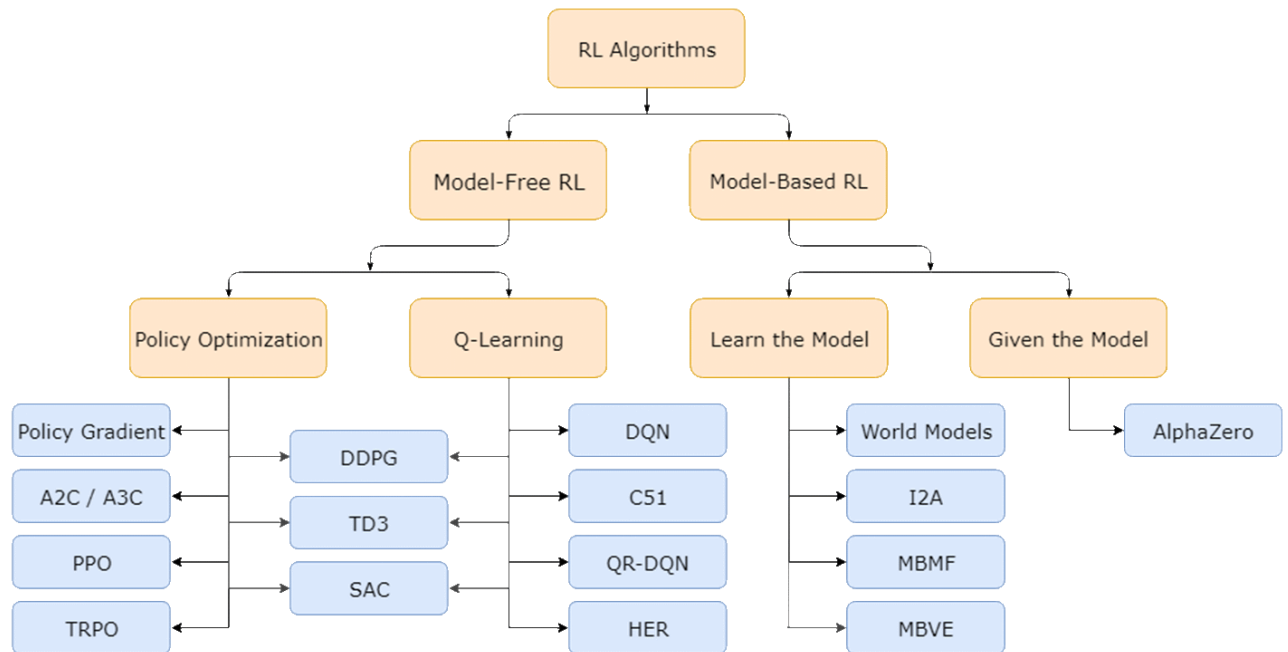 RL Algorithms
Model-Free RL
Model-Based RL
Policy Optimization
Q-Learning
Learn the Model
Given the Model
Policy Gradient
DDPG
DQN
World Models
AlphaZero
A2C / A3C
TD3
C51
I2A
PPO
SAC
QR-DQN
MBMF
TRPO
HER
MBVE